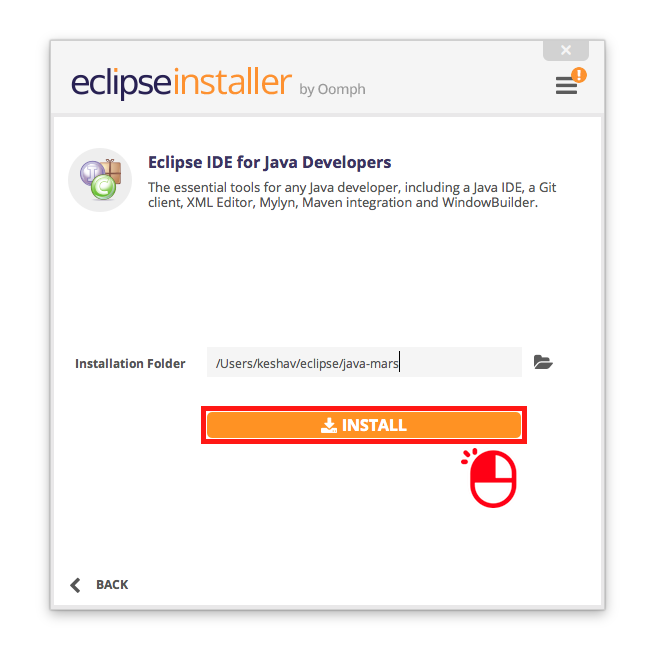 eclipseinstaller by Oomph
Eclipse IDE for Java Developers
The essential tools for any Java developer, including a Java IDE, a Git
client, XML Editor, Mylyn, Maven integration and WindowBuilder.
Installation Folder /Users/keshav/eclipse/java-mars
INSTALL
BACK